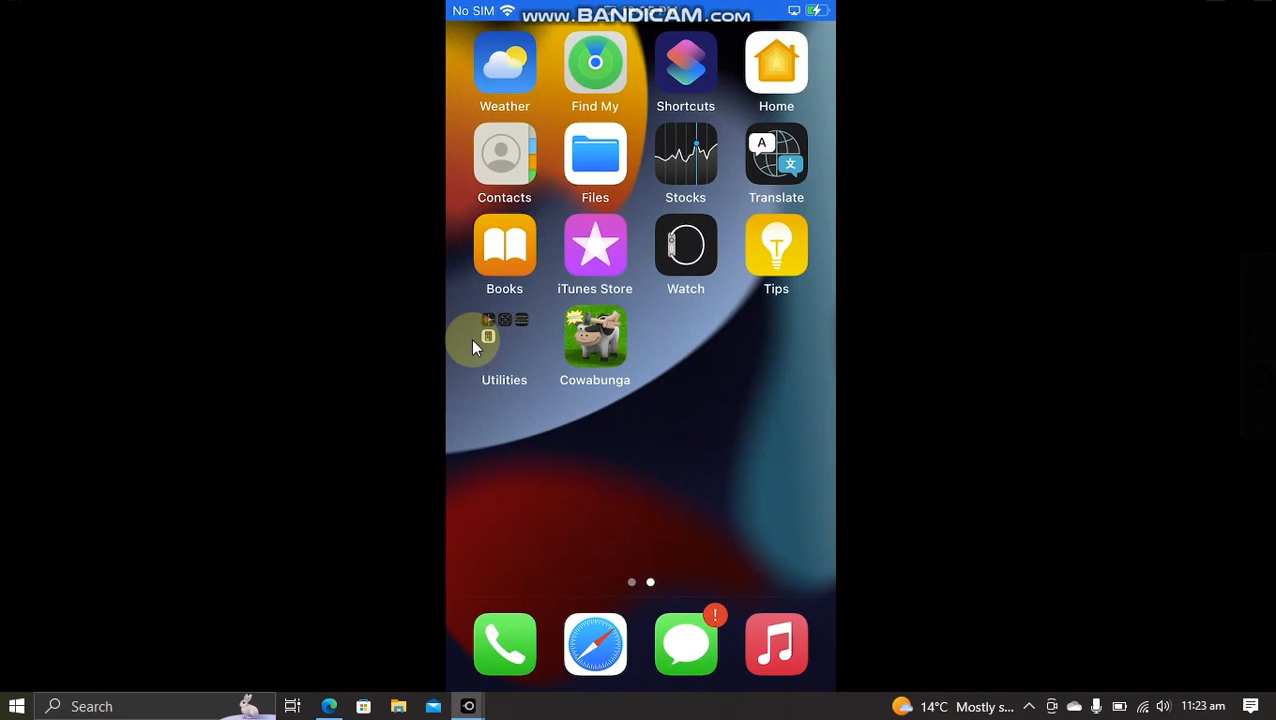 No SIM
www.BANDICAM.com
Weather Find My Shortcuts Home
Contacts Files Stocks Translate
Books iTunes Store Watch Tips
Utilities Cowabunga
Search
14°C Mostly s...
11:23 am